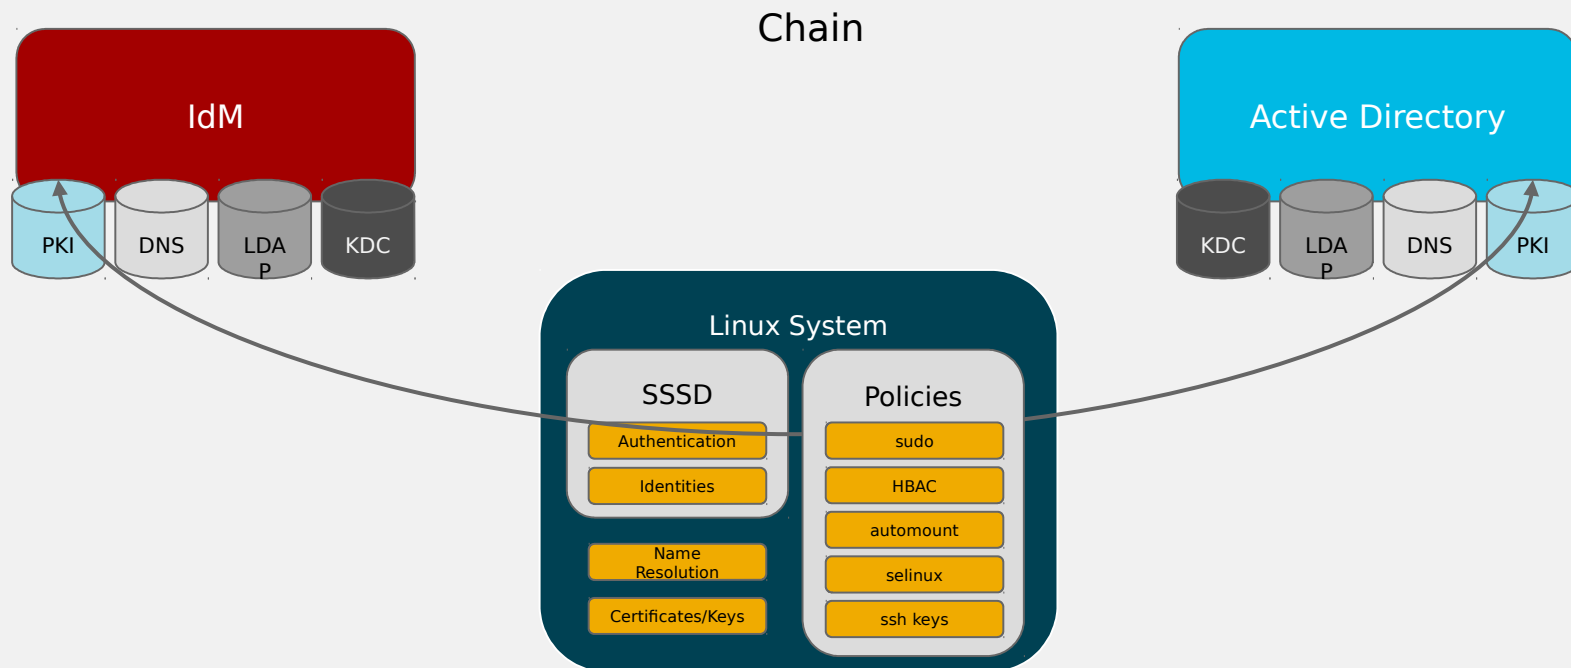 Chain
IdM
PKI
DNS
LDA
P
KDC
Active Directory
KDC
LDA
P
DNS
PKI
Linux System
SSSD
Authentication
Identities
Name
Resolution
Certificates/Keys
Policies
sudo
HBAC
automount
selinux
ssh keys